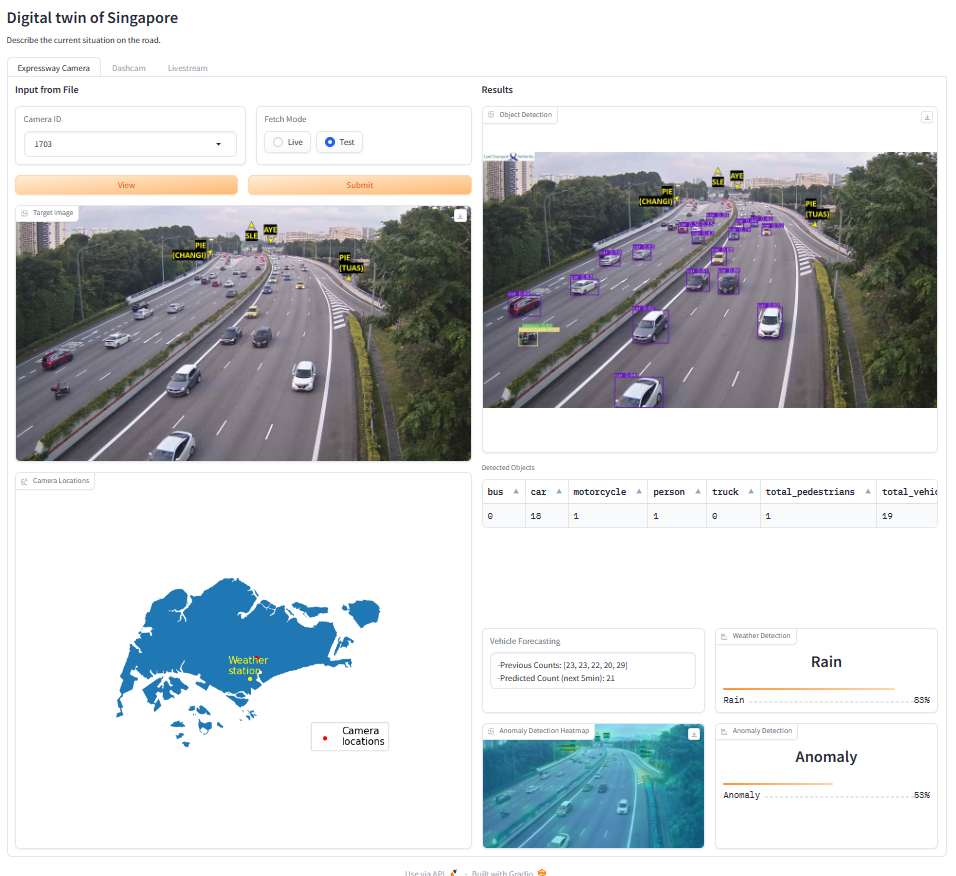 Digital twin of Singapore
Describe the current situation on the road.
Expressway Camera
Dashcam
Livestream
Input from File
Camera ID
1703
Fetch Mode
Live
Test
View
Submit
Target image
PIE
(CHANGI)
SLE
AYE
PIE
(TUAS)
Camera Locations
Weather
station
Camera
locations
Results
Object Detection
PIE
(CHANGI)
SLE
AYE
PIE
(TUAS)
Detected Objects
bus car motorcycle person truck total_pedestrians total_vehic
0 18 1 1 0 1 19
Vehicle Forecasting
-Previous Counts: [23, 23, 22, 20, 29]
-Predicted Count (next 5min): 21
Weather Detection
Rain
Rain 83%
Anomaly Detection Heatmap
Anomaly Detection
Anomaly
Anomaly 53%
Use via API · Built with Gradio